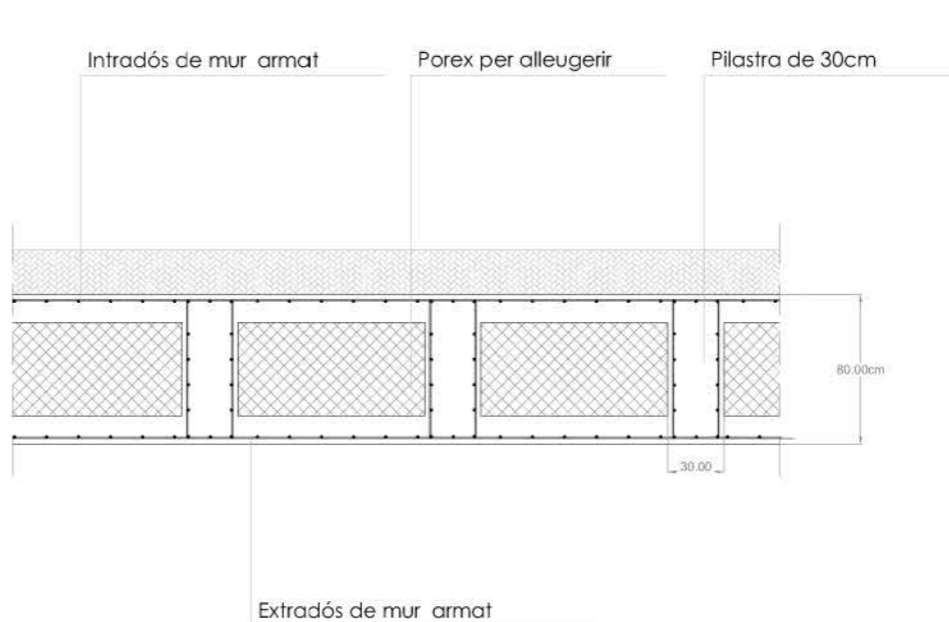 Intradós de mur armat
Porex per alleugerir
Pilastra de 30cm
80.00cm
30.00
Extradós de mur armat